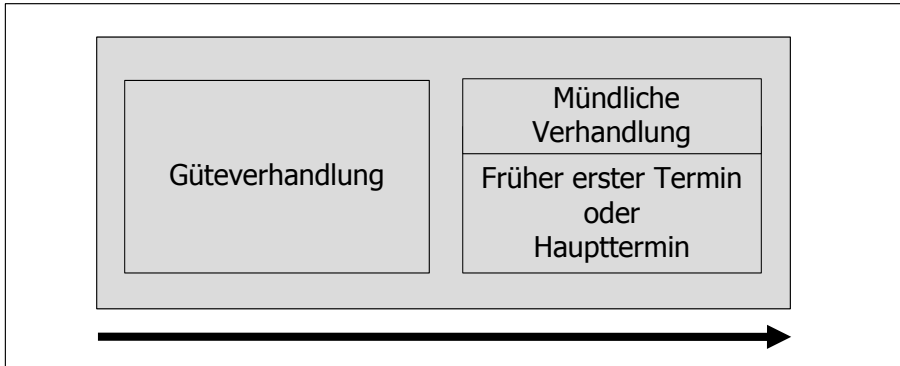 Güteverhandlung
Mündliche
Verhandlung
Früher erster Termin
oder
Haupttermin